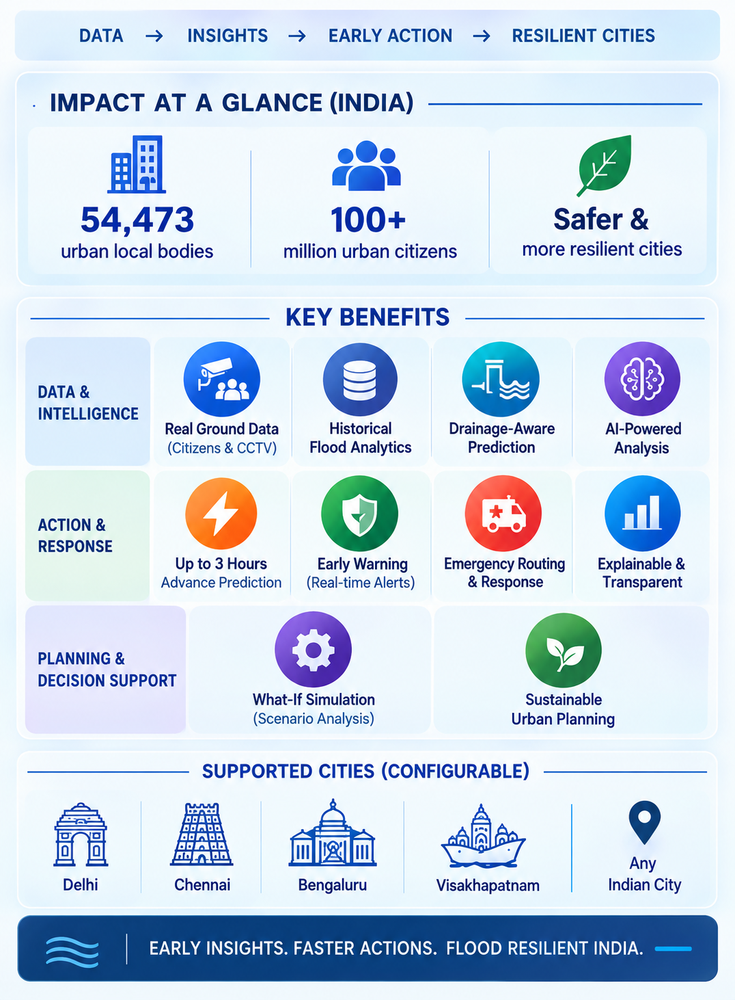 DATA → INSIGHTS → EARLY ACTION → RESILIENT CITIES
IMPACT AT A GLANCE (INDIA)
54,473
urban local bodies
100+
million urban citizens
Safer &
more resilient cities
KEY BENEFITS
DATA &
INTELLIGENCE
Real Ground Data
(Citizens & CCTV)
Historical
Flood Analytics
Drainage-Aware
Prediction
AI-Powered
Analysis
ACTION &
RESPONSE
Up to 3 Hours
Advance Prediction
Early Warning
(Real-time Alerts)
Emergency Routing
& Response
Explainable &
Transparent
PLANNING &
DECISION SUPPORT
What-If Simulation
(Scenario Analysis)
Sustainable
Urban Planning
SUPPORTED CITIES (CONFIGURABLE)
Delhi
Chennai
Bengaluru
Visakhapatnam
Any
Indian City
EARLY INSIGHTS. FASTER ACTIONS. FLOOD RESILIENT INDIA.